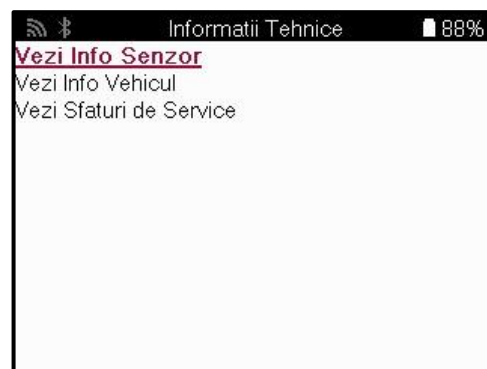 Informatii Tehnice 88%
Vezi Info Senzor
Vezi Info Vehicul
Vezi Sfaturi de Service